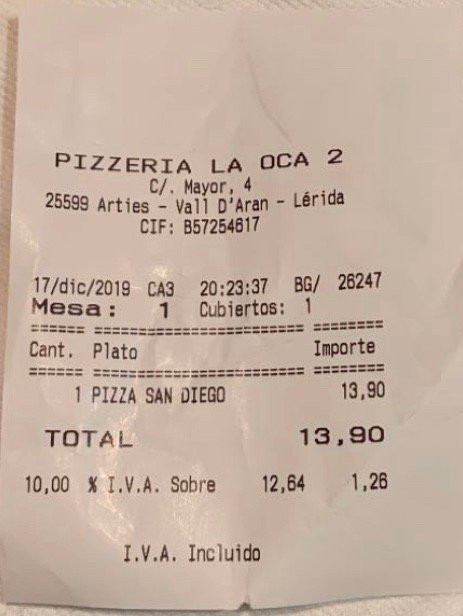 PIZZERIA LA OCA 2
C/. Mayor, 4
25599 Arties - Vall D'Aran - Lérida
CIF: B57254617
17/dic/2019 CA3 20:23:37 BG/ 26247
Mesa: 1 Cubiertos: 1
====== ======================== ========
Cant. Plato Importe
====== ======================== ========
1 PIZZA SAN DIEGO 13,90
TOTAL 13,90
10,00 % I.V.A. Sobre 12,64 1,26
I.V.A. Incluido